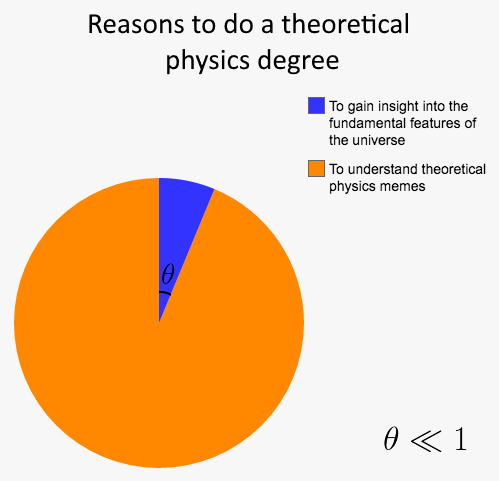 Reasons to do a theoretical
physics degree
To gain insight into the
fundamental features of
the universe
To understand theoretical
physics memes
θ
θ ≪ 1